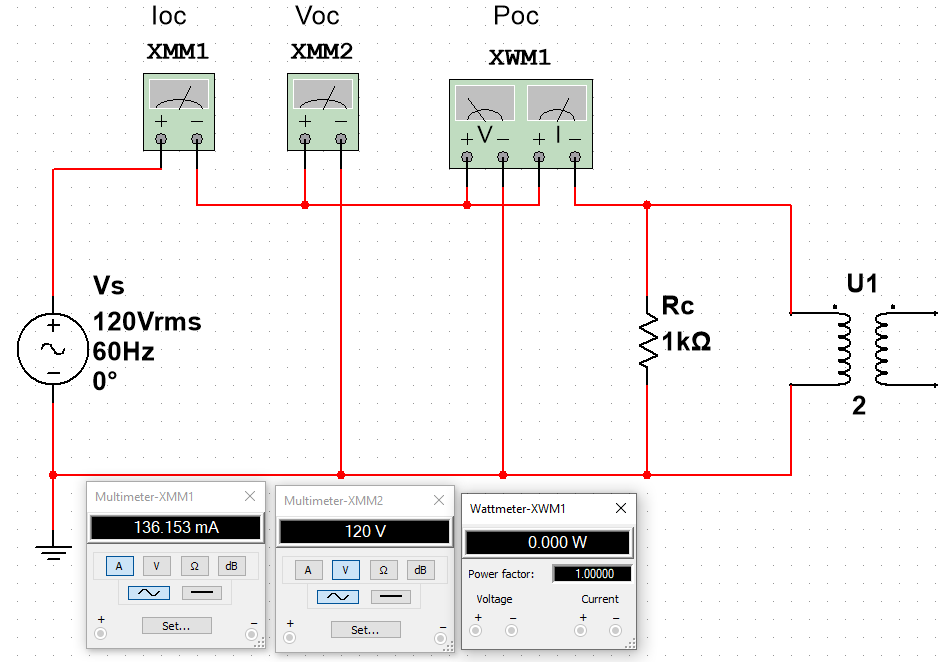 Ioc Voc Poc
XMM1 XMM2 XWM1
+ − + − + V − + I −
Vs
120Vrms
60Hz
0°
+
−
Rc
1kΩ
U1
2
Multimeter-XMM1
136.153 mA
A V Ω dB
Set...
+ −
Multimeter-XMM2
120 V
A V Ω dB
Set...
+ −
Wattmeter-XWM1
0.000 W
Power factor: 1.00000
Voltage Current
+ − + −